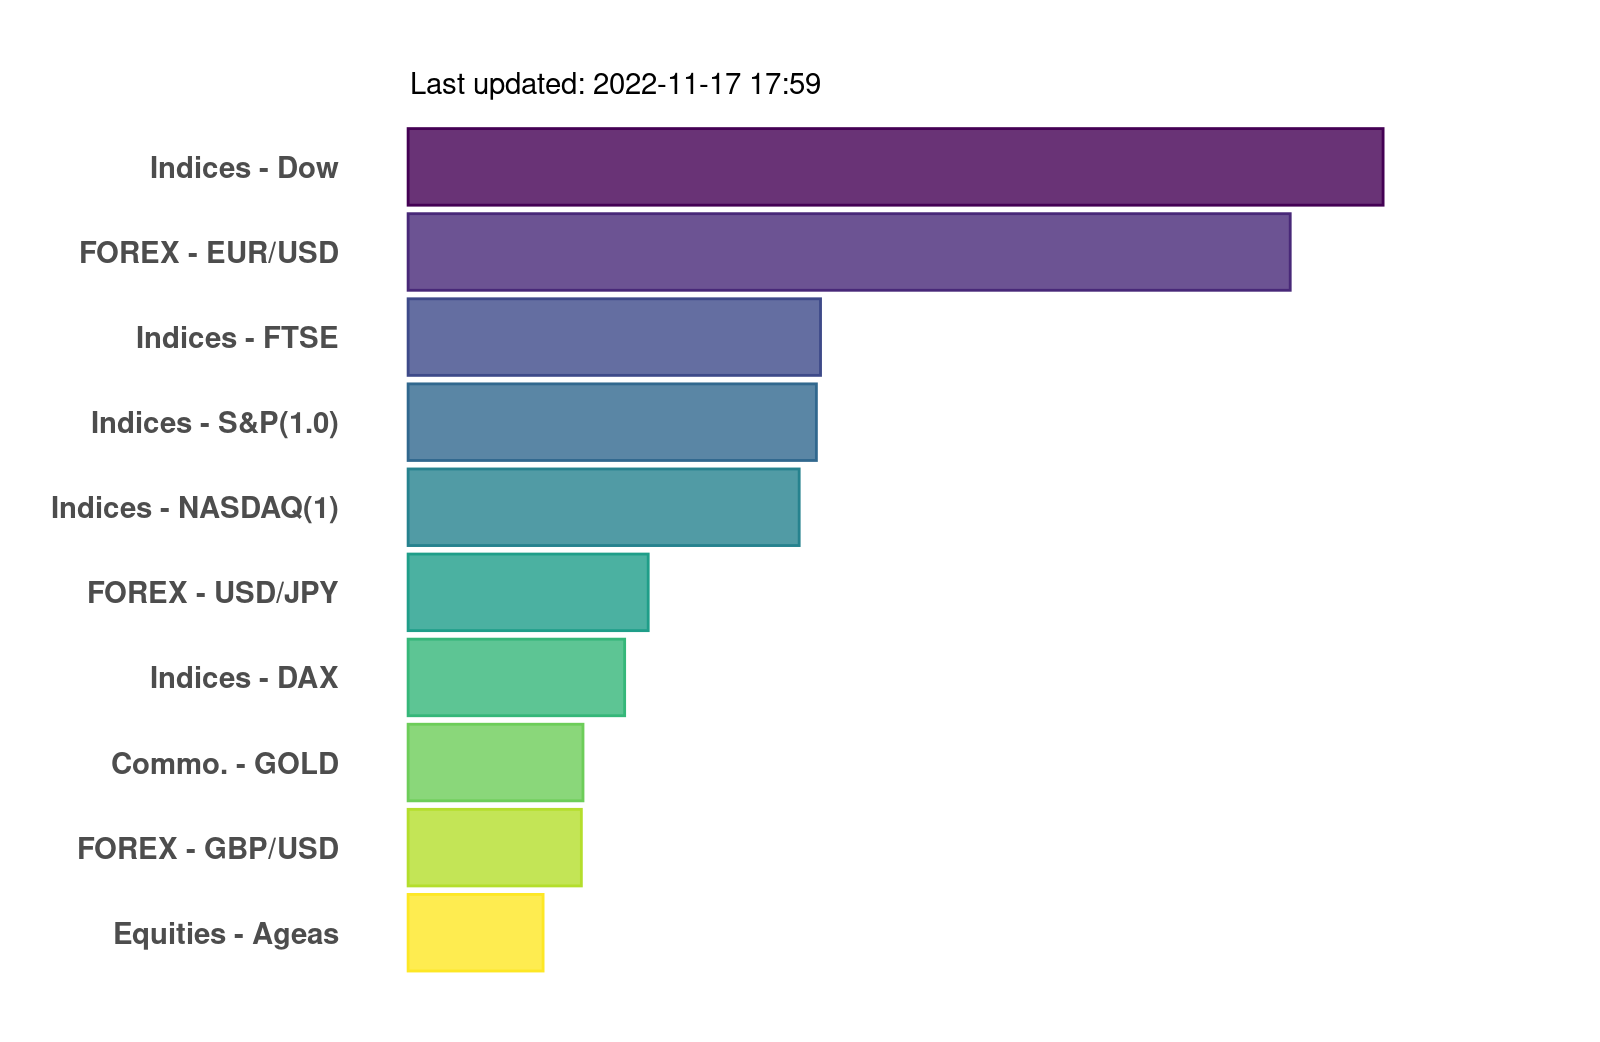 Last updated: 2022-11-17 17:59
Indices - Dow
FOREX - EUR/USD
Indices - FTSE
Indices - S&P(1.0)
Indices - NASDAQ(1)
FOREX - USD/JPY
Indices - DAX
Commo. - GOLD
FOREX - GBP/USD
Equities - Ageas